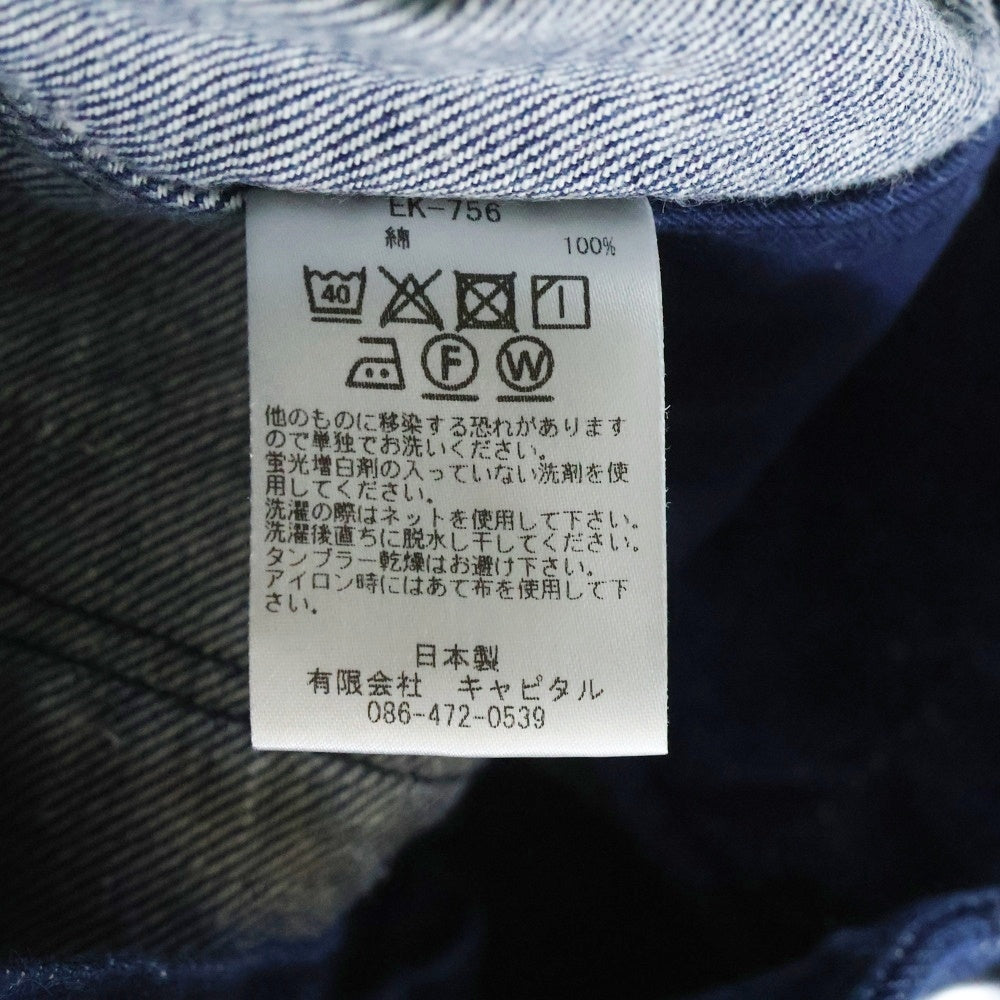 EK-756
綿 100%
40
F W
他のものに移染する恐れがあります
ので単独でお洗いください。
蛍光増白剤の入っていない洗剤を使
用してください。
洗濯の際はネットを使用して下さい。
洗濯後直ちに脱水し干してください。
タンブラー乾燥はお避け下さい。
アイロン時にはあて布を使用して下
さい。
日本製
有限会社 キャピタル
086-472-0539